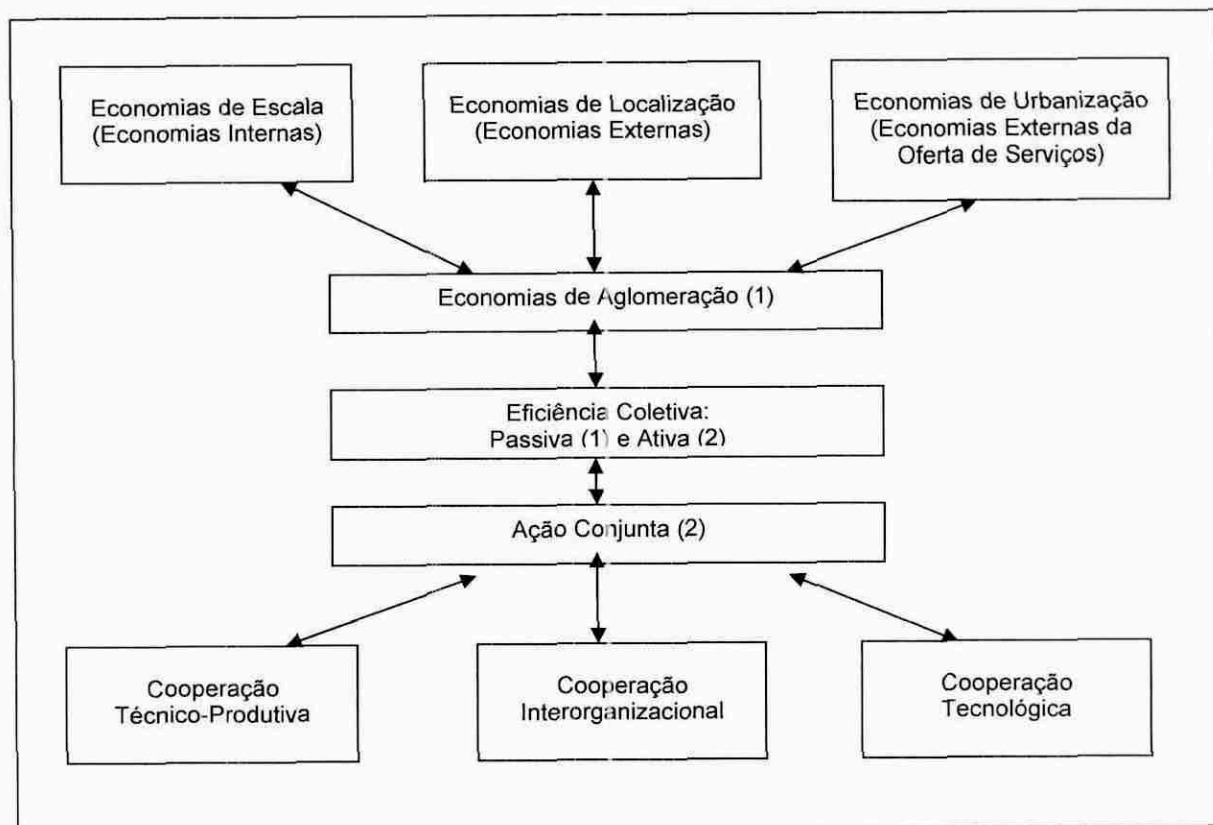 Economias de Escala
(Economias Internas)
Economias de Localização
(Economias Externas)
Economias de Urbanização
(Economias Externas da
Oferta de Serviços)
Economias de Aglomeração (1)
Eficiência Coletiva:
Passiva (1) e Ativa (2)
Ação Conjunta (2)
Cooperação
Técnico-Produtiva
Cooperação
Interorganizacional
Cooperação
Tecnológica